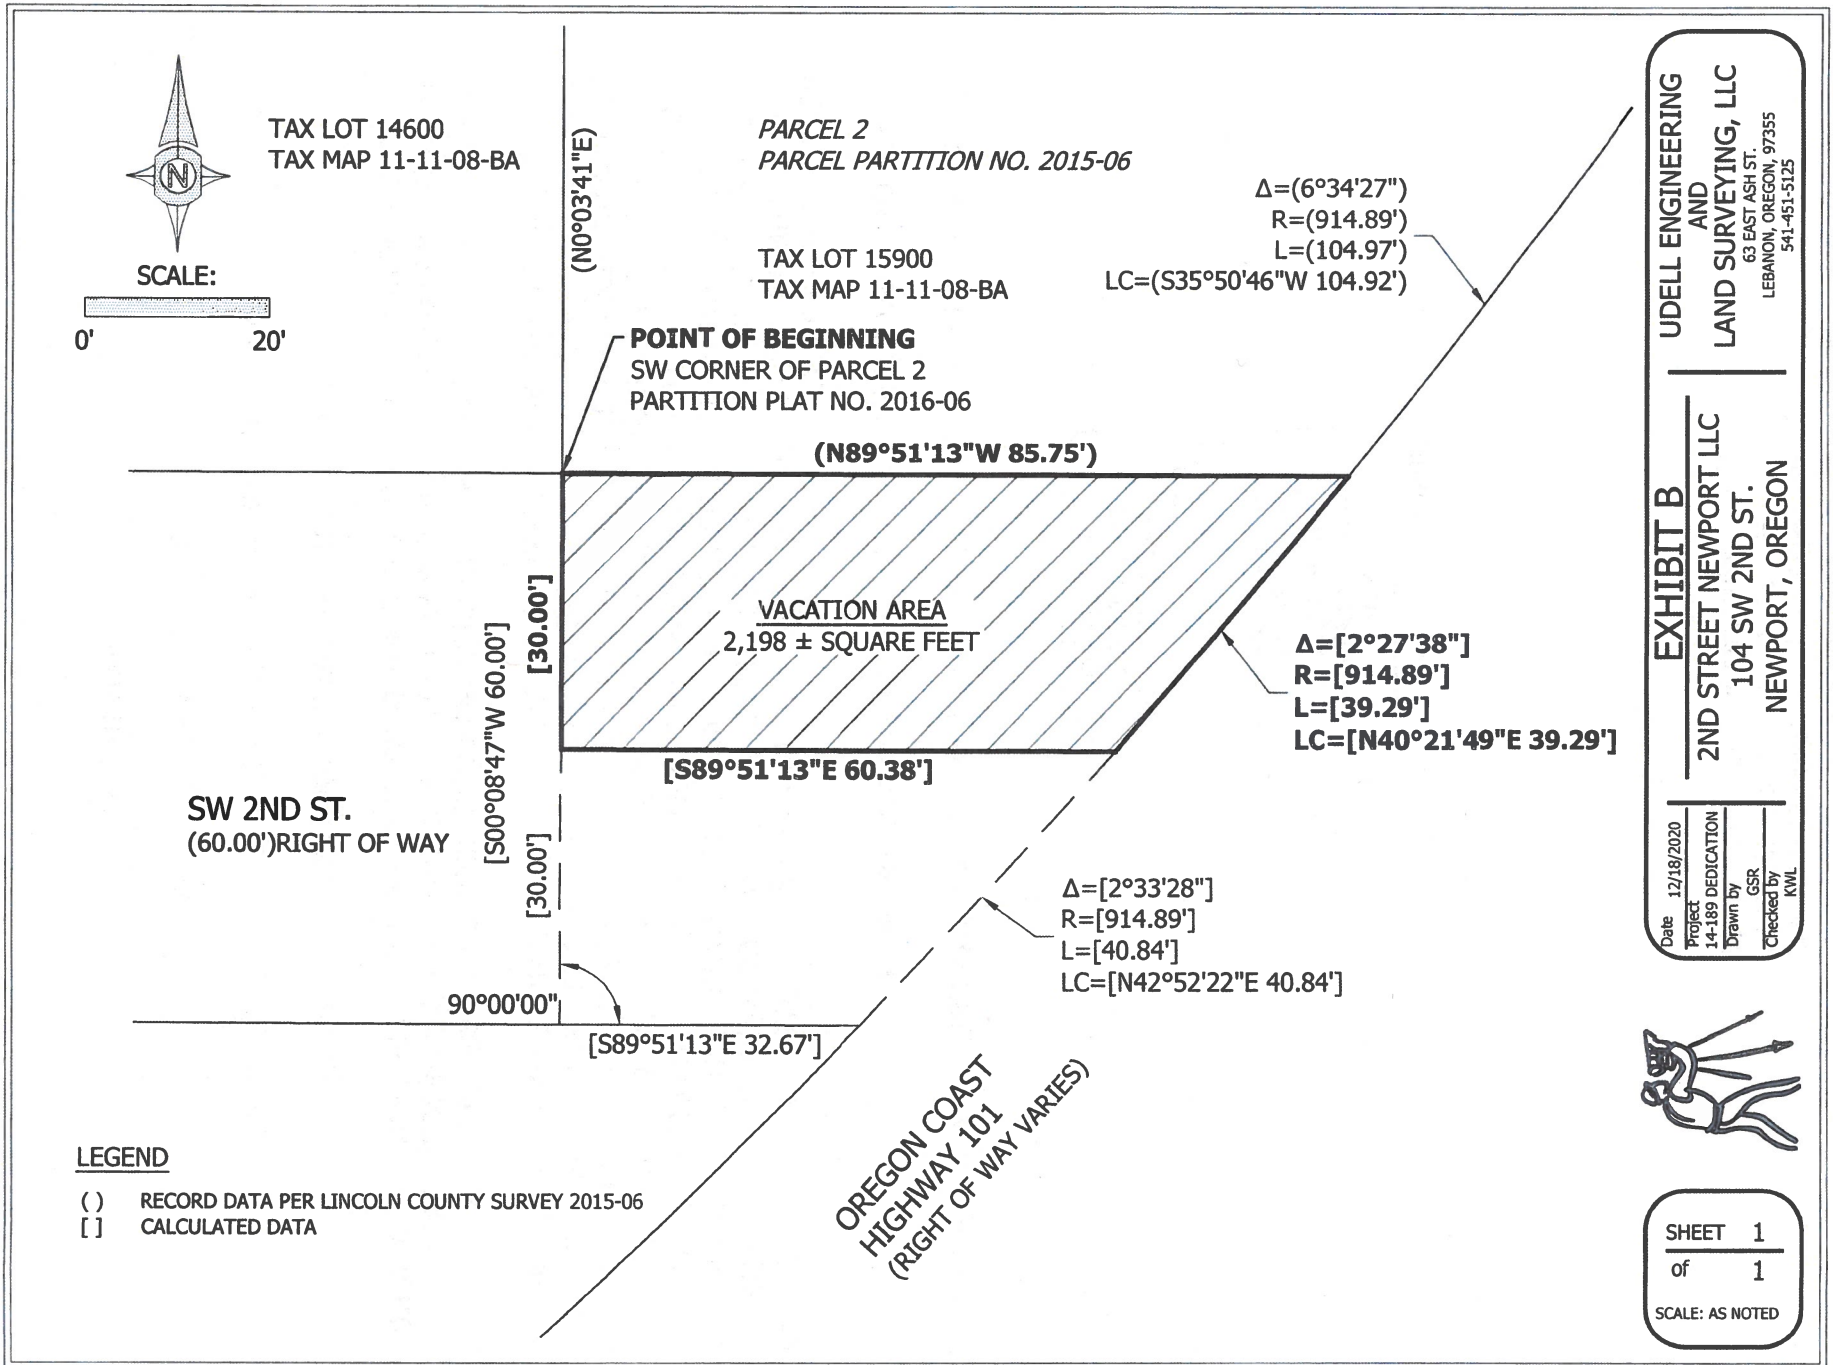 TAX LOT 14600
TAX MAP 11-11-08-BA
N
SCALE:
0' 20'
(N0°03'41"E)
PARCEL 2
PARCEL PARTITION NO. 2015-06
TAX LOT 15900
TAX MAP 11-11-08-BA
Δ=(6°34'27")
R=(914.89')
L=(104.97')
LC=(S35°50'46"W 104.92')
POINT OF BEGINNING
SW CORNER OF PARCEL 2
PARTITION PLAT NO. 2016-06
(N89°51'13"W 85.75')
[30.00']
VACATION AREA
2,198 ± SQUARE FEET
[S00°08'47"W 60.00']
Δ=[2°27'38"]
R=[914.89']
L=[39.29']
LC=[N40°21'49"E 39.29']
[S89°51'13"E 60.38']
SW 2ND ST.
(60.00')RIGHT OF WAY
[30.00']
Δ=[2°33'28"]
R=[914.89']
L=[40.84']
LC=[N42°52'22"E 40.84']
90°00'00"
[S89°51'13"E 32.67']
OREGON COAST
HIGHWAY 101
(RIGHT OF WAY VARIES)
LEGEND
( ) RECORD DATA PER LINCOLN COUNTY SURVEY 2015-06
[ ] CALCULATED DATA
UDELL ENGINEERING
AND
LAND SURVEYING, LLC
63 EAST ASH ST.
LEBANON, OREGON, 97355
541-451-5125
EXHIBIT B
2ND STREET NEWPORT LLC
104 SW 2ND ST.
NEWPORT, OREGON
Date 12/18/2020
Project
14-189 DEDICATION
Drawn by
GSR
Checked by
KWL
SHEET 1
of 1
SCALE: AS NOTED